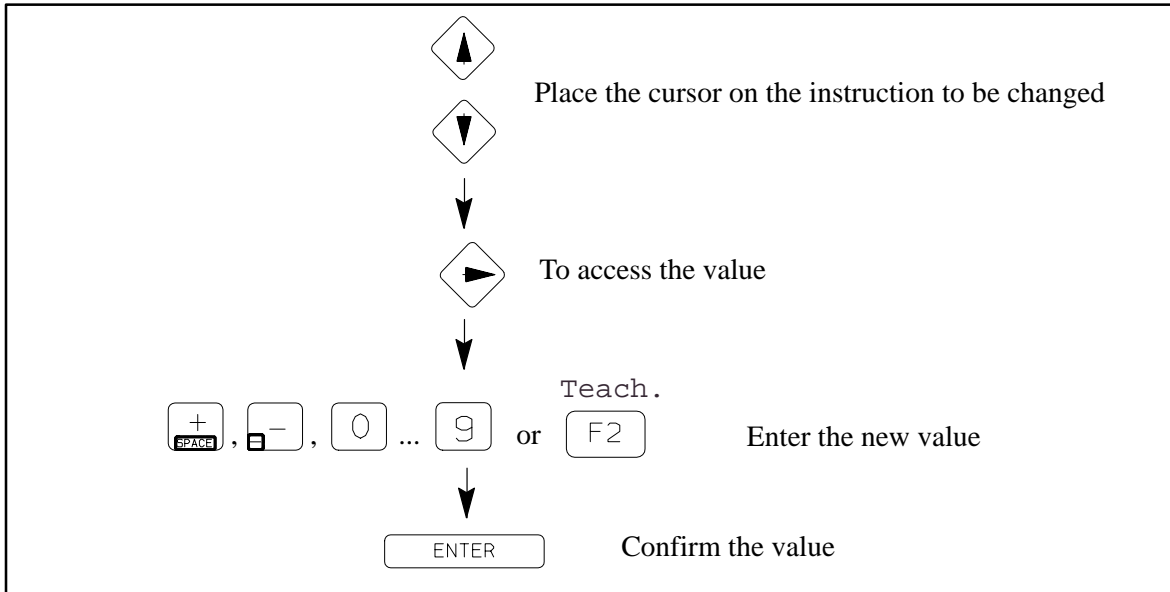 Place the cursor on the instruction to be changed
To access the value
Teach.
+ SPACE , - , 0 ... 9 or F2 Enter the new value
ENTER Confirm the value